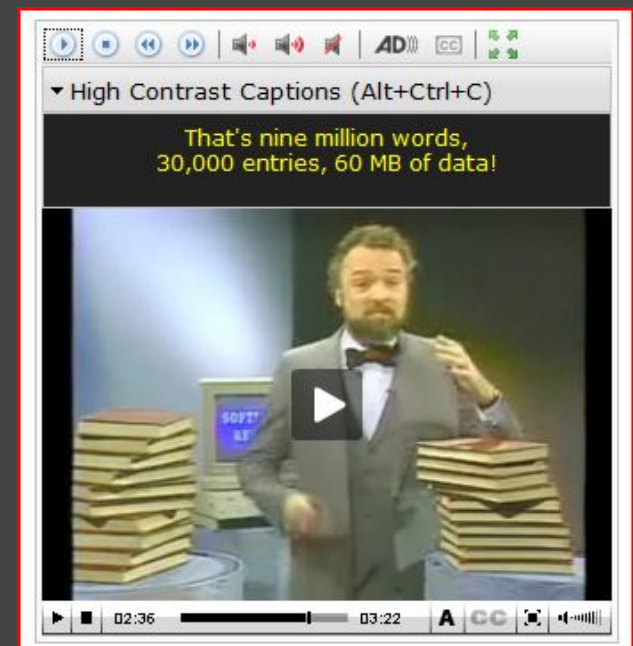 AD
CC
High Contrast Captions (Alt+Ctrl+C)
That's nine million words,
30,000 entries, 60 MB of data!
02:36
03:22
A
CC